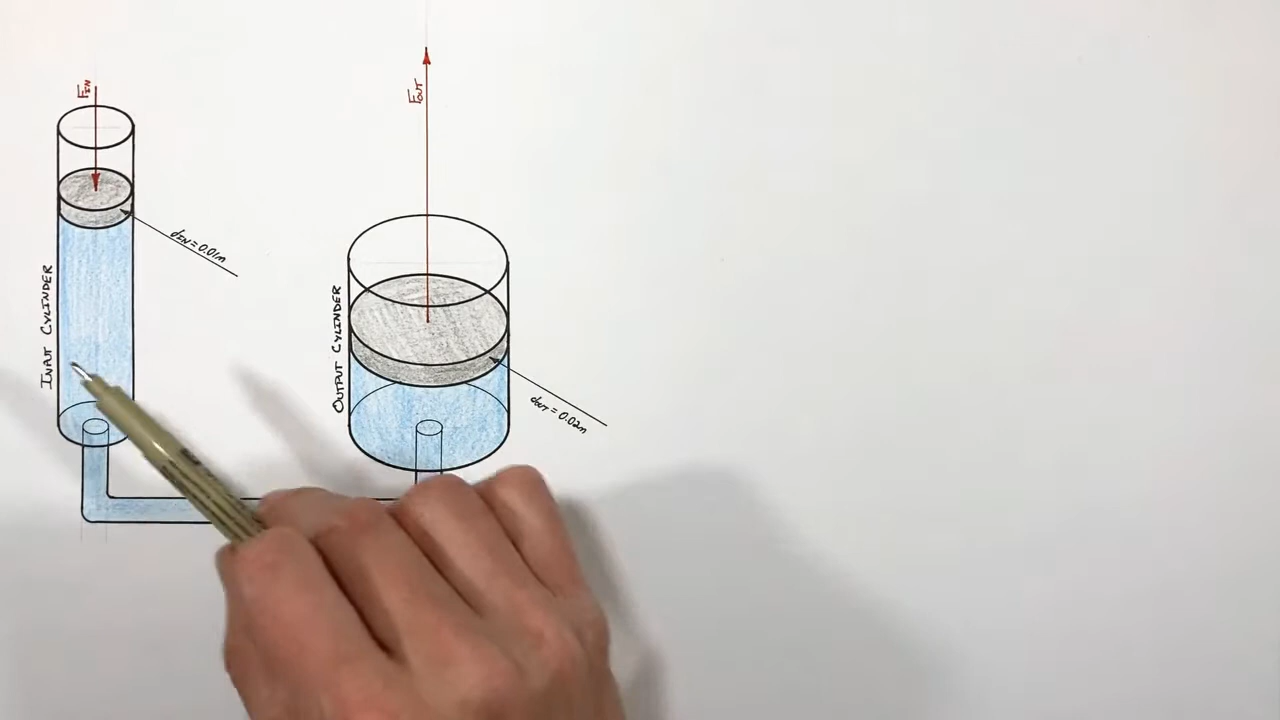 FIN
dIN = 0.01m
INPUT CYLINDER
FOUT
OUTPUT CYLINDER
dOUT = 0.02m